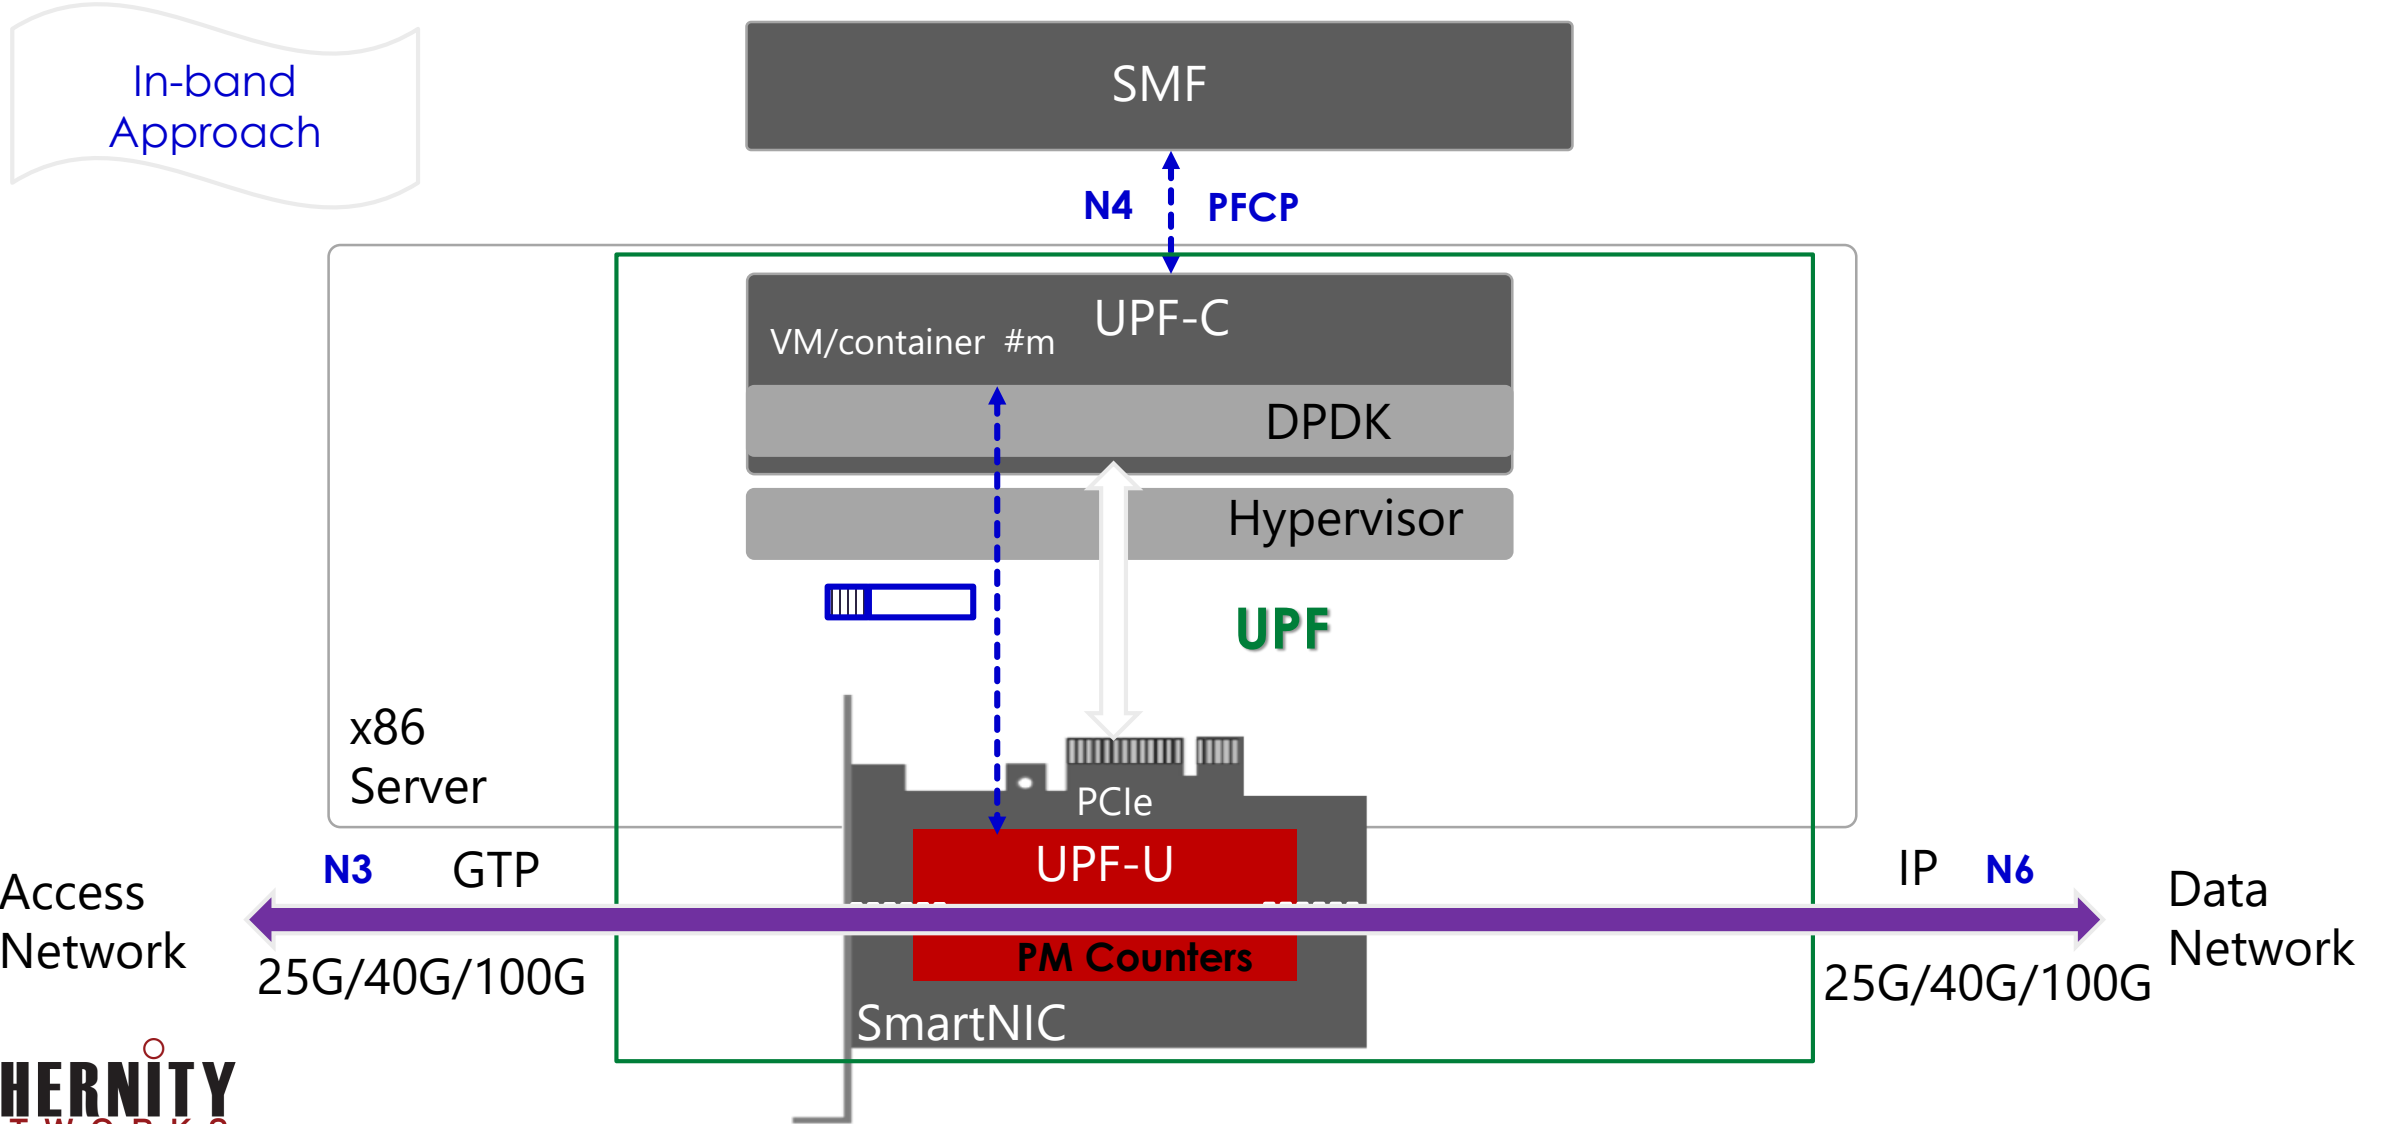 In-band
Approach
SMF
N4
PFCP
UPF-C
VM/container #m
DPDK
Hypervisor
UPF
x86
Server
PCIe
UPF-U
N3
GTP
IP
N6
Access
Network
Data
Network
PM Counters
25G/40G/100G
25G/40G/100G
SmartNIC
HERNITY
TWORKS